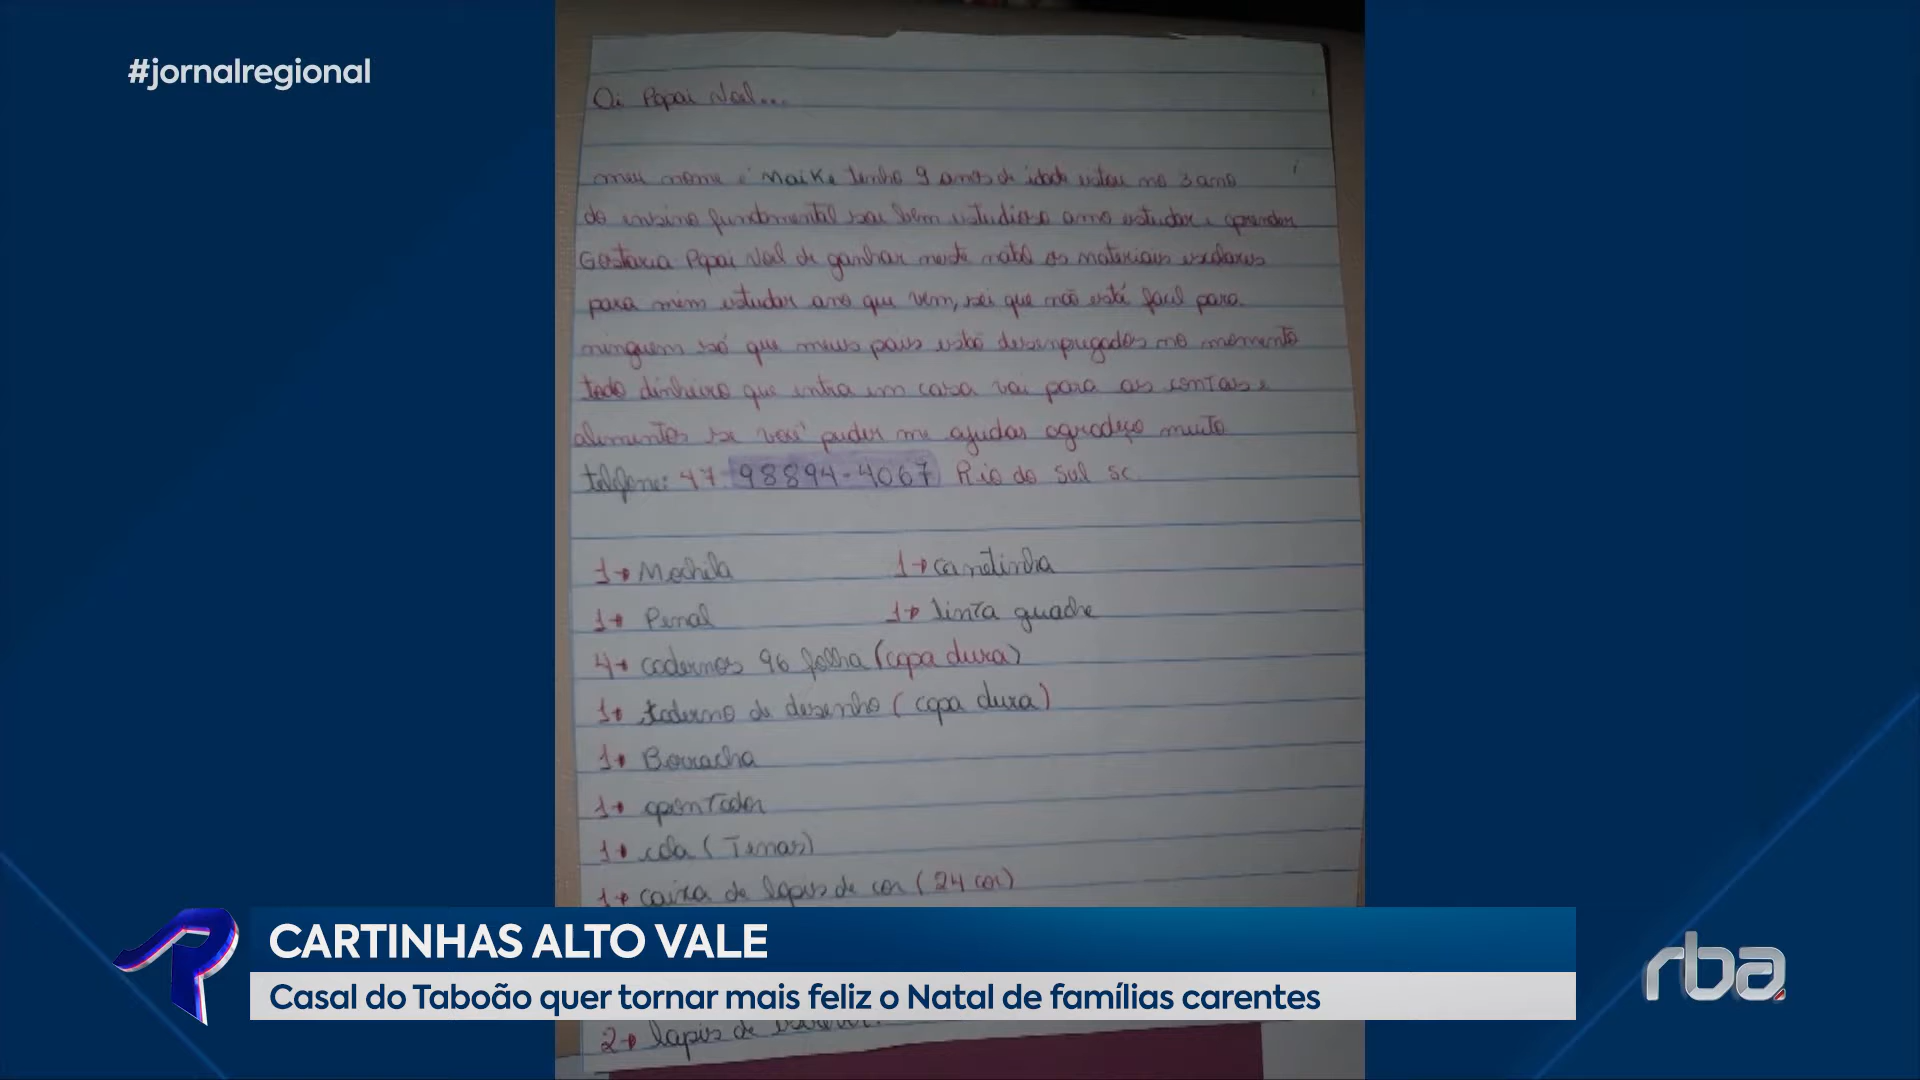 #jornalregional
Oi Papai Noel...
meu nome é Maike tenho 9 anos de idade estou no 3 ano
do ensino fundamental sou bem estudioso amo estudar e aprender
Gostaria Papai Noel de ganhar neste natal os materiais escolares
para mim estudar ano que vem, sei que não está facil para
ninguem só que meus pais estão desempregados no momento
todo dinheiro que entra em casa vai para as contas e
alimentos se você puder me ajudar agradeço muito
telefone: 47 98894-4067 Rio do Sul SC
1→ Mochila 1→ canetinha
1→ Penal 1→ Tinta guache
4→ cadernos 96 folha (capa dura)
1→ caderno de desenho (capa dura)
1→ Borracha
1→ apontador
1→ cola (Tenas)
1→ caixa de lapis de cor (24 cor)
CARTINHAS ALTO VALE
Casal do Taboão quer tornar mais feliz o Natal de famílias carentes
rba
2→ lapis de